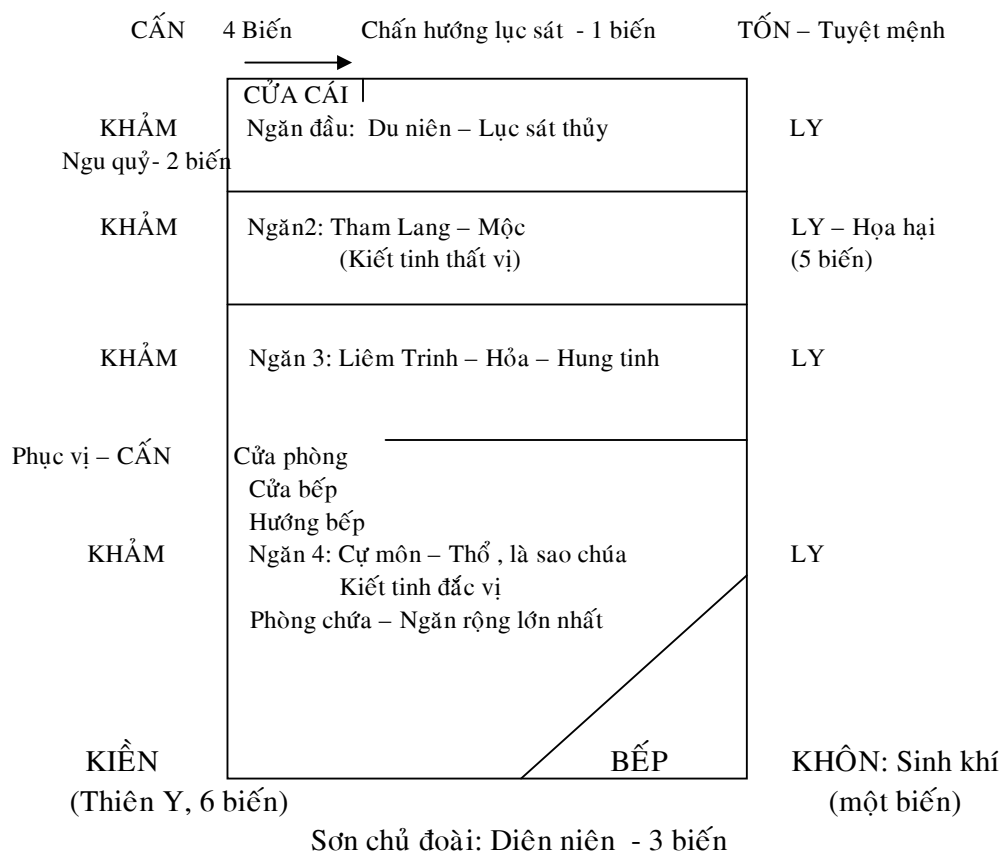 CẤN 4 Biến Chấn hướng lục sát - 1 biến TỐN – Tuyệt mệnh
CỬA CÁI
KHẢM Ngăn đầu: Du niên – Lục sát thủy LY
Ngu quỷ- 2 biến
KHẢM Ngăn2: Tham Lang – Mộc LY – Họa hại
(Kiết tinh thất vị) (5 biến)
KHẢM Ngăn 3: Liêm Trinh – Hỏa – Hung tinh LY
Phục vị – CẤN Cửa phòng
Cửa bếp
Hướng bếp
KHẢM Ngăn 4: Cự môn – Thổ , là sao chúa LY
Kiết tinh đắc vị
Phòng chứa – Ngăn rộng lớn nhất
KIỀN BẾP KHÔN: Sinh khí
(Thiên Y, 6 biến) (một biến)
Sơn chủ đoài: Diên niên - 3 biến